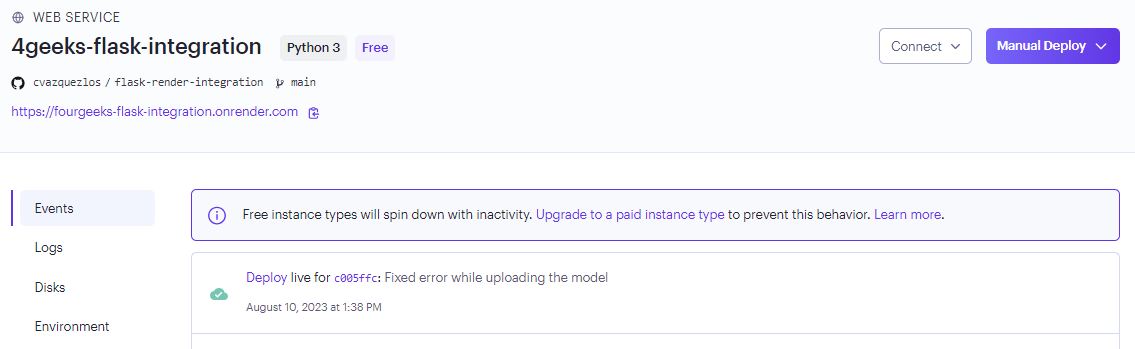 WEB SERVICE
4geeks-flask-integration Python 3 Free Connect Manual Deploy
cvazquezlos / flask-render-integration main
https://fourgeeks-flask-integration.onrender.com
Events
Logs
Disks
Environment
Free instance types will spin down with inactivity. Upgrade to a paid instance type to prevent this behavior. Learn more.
Deploy live for c005ffc: Fixed error while uploading the model
August 10, 2023 at 1:38 PM